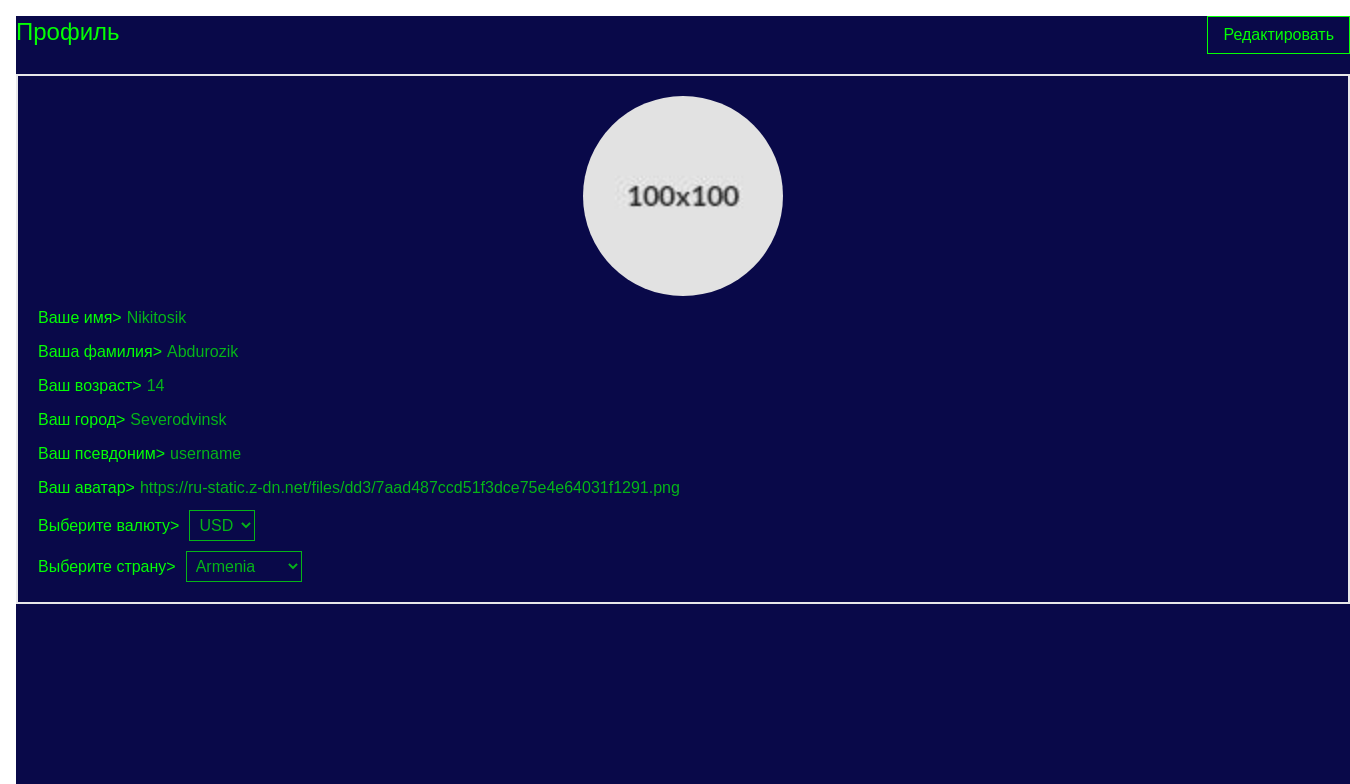 Профиль
Редактировать
100x100
Ваше имя> Nikitosik
Ваша фамилия> Abdurozik
Ваш возраст> 14
Ваш город> Severodvinsk
Ваш псевдоним> username
Ваш аватар> https://ru-static.z-dn.net/files/dd3/7aad487ccd51f3dce75e4e64031f1291.png
Выберите валюту> USD
Выберите страну> Armenia